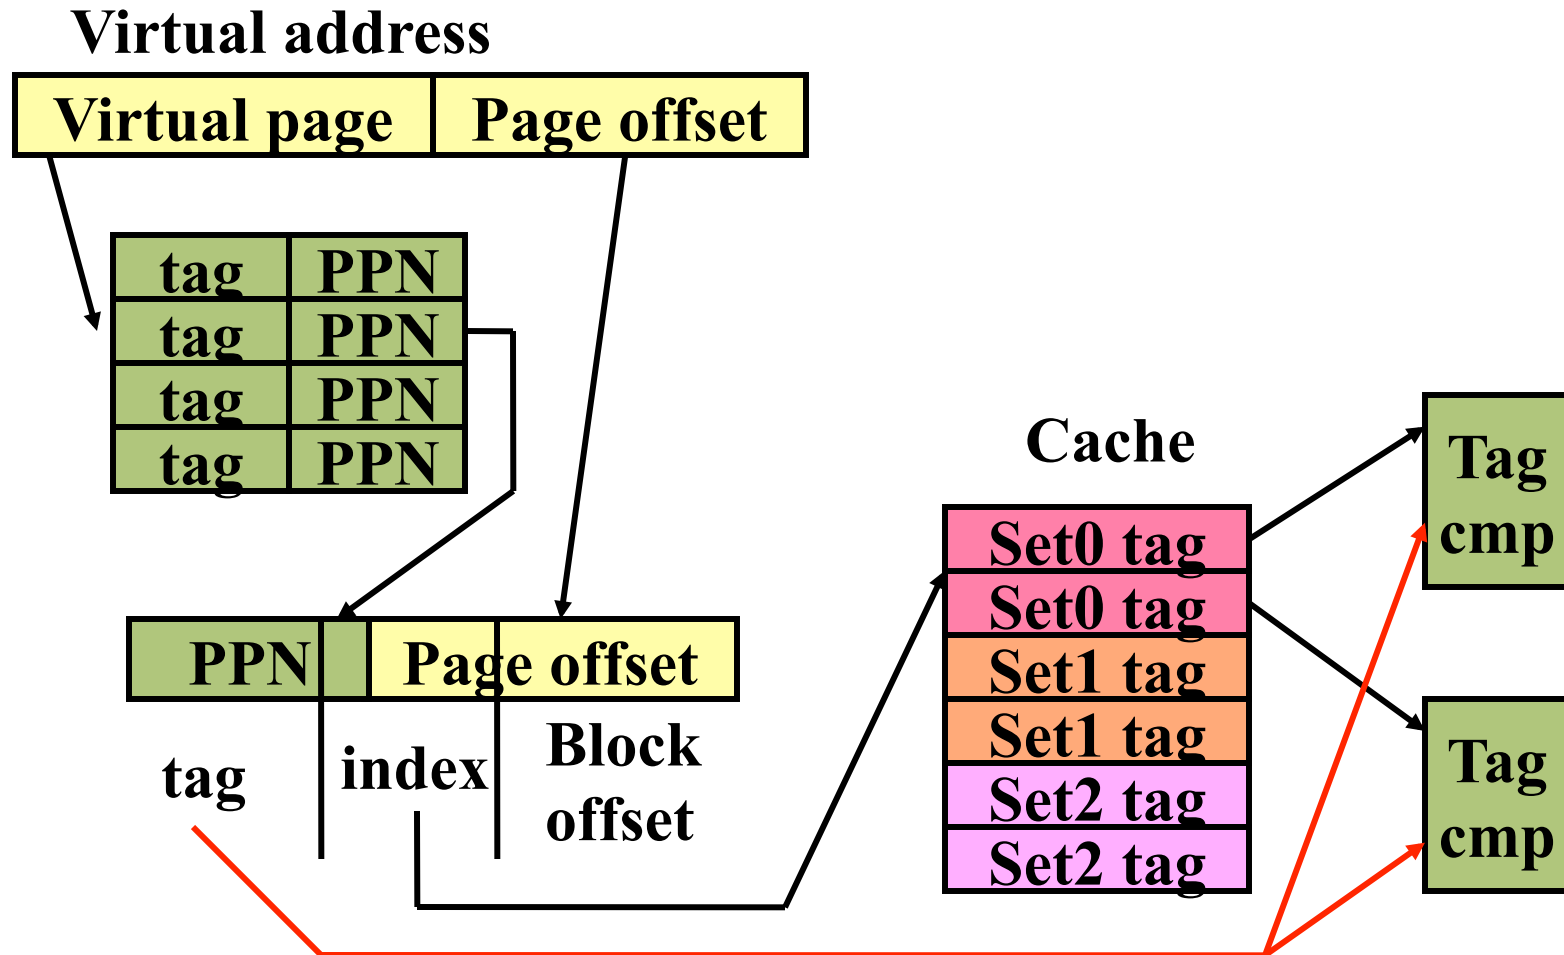 Virtual address
Virtual page Page offset
tag PPN
tag PPN
tag PPN
tag PPN
PPN Page offset
tag index Block
offset
Cache
Set0 tag
Set0 tag
Set1 tag
Set1 tag
Set2 tag
Set2 tag
Tag
cmp
Tag
cmp